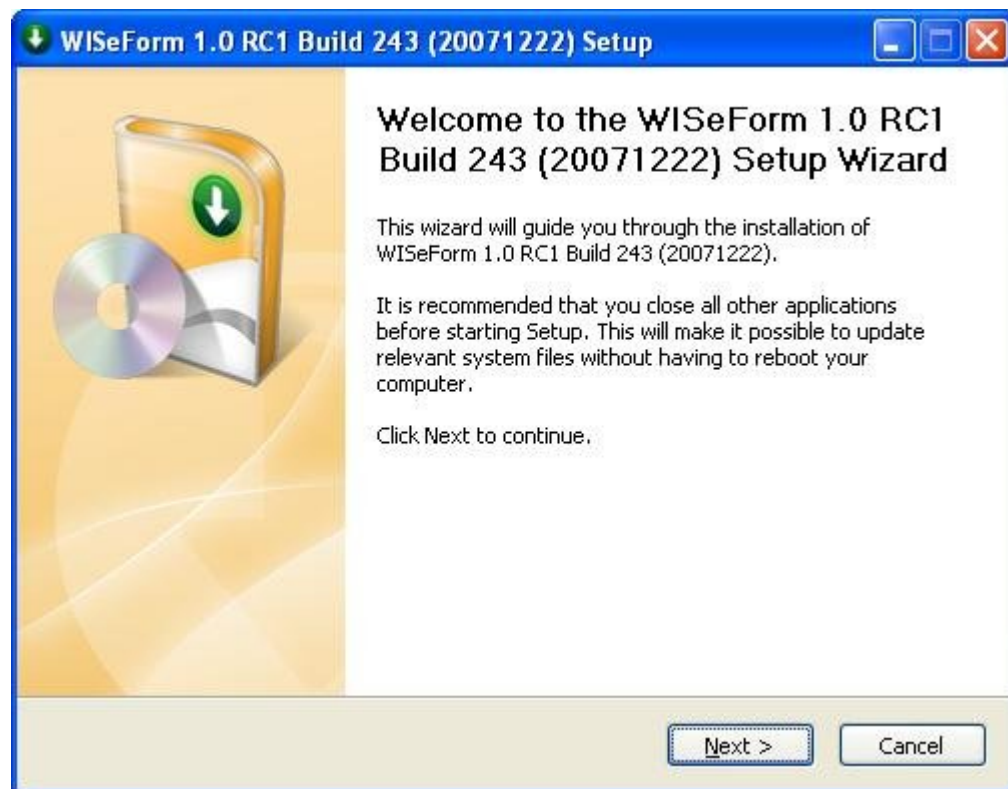 WISeForm 1.0 RC1 Build 243 (20071222) Setup
Welcome to the WISeForm 1.0 RC1
Build 243 (20071222) Setup Wizard
This wizard will guide you through the installation of
WISeForm 1.0 RC1 Build 243 (20071222).
It is recommended that you close all other applications
before starting Setup. This will make it possible to update
relevant system files without having to reboot your
computer.
Click Next to continue.
Next >
Cancel